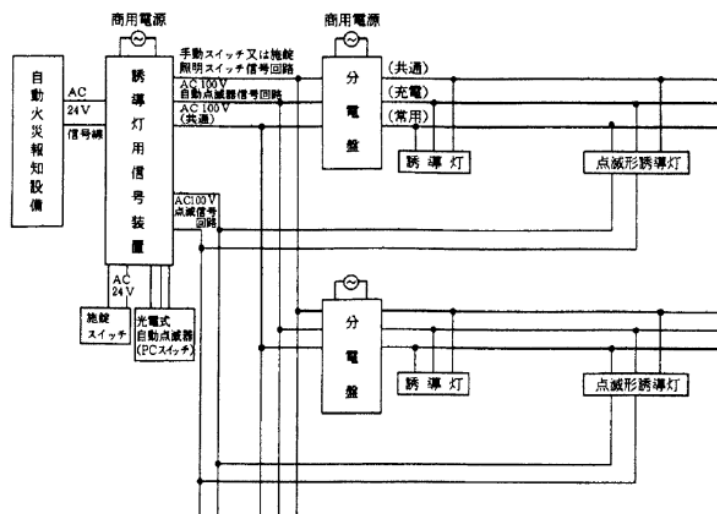 商用電源
商用電源
自動火災報知設備
AC
24V
信号線
誘導灯用信号装置
手動スイッチ又は施錠
照明スイッチ信号回路
AC100V
自動点滅器信号回路
AC100V
(共通)
AC100V
点滅信号
回路
分電盤
(共通)
(充電)
(常用)
誘導灯
点滅形誘導灯
AC
24V
施錠
スイッチ
光電式
自動点滅器
(PCスイッチ)
分電盤
誘導灯
点滅形誘導灯